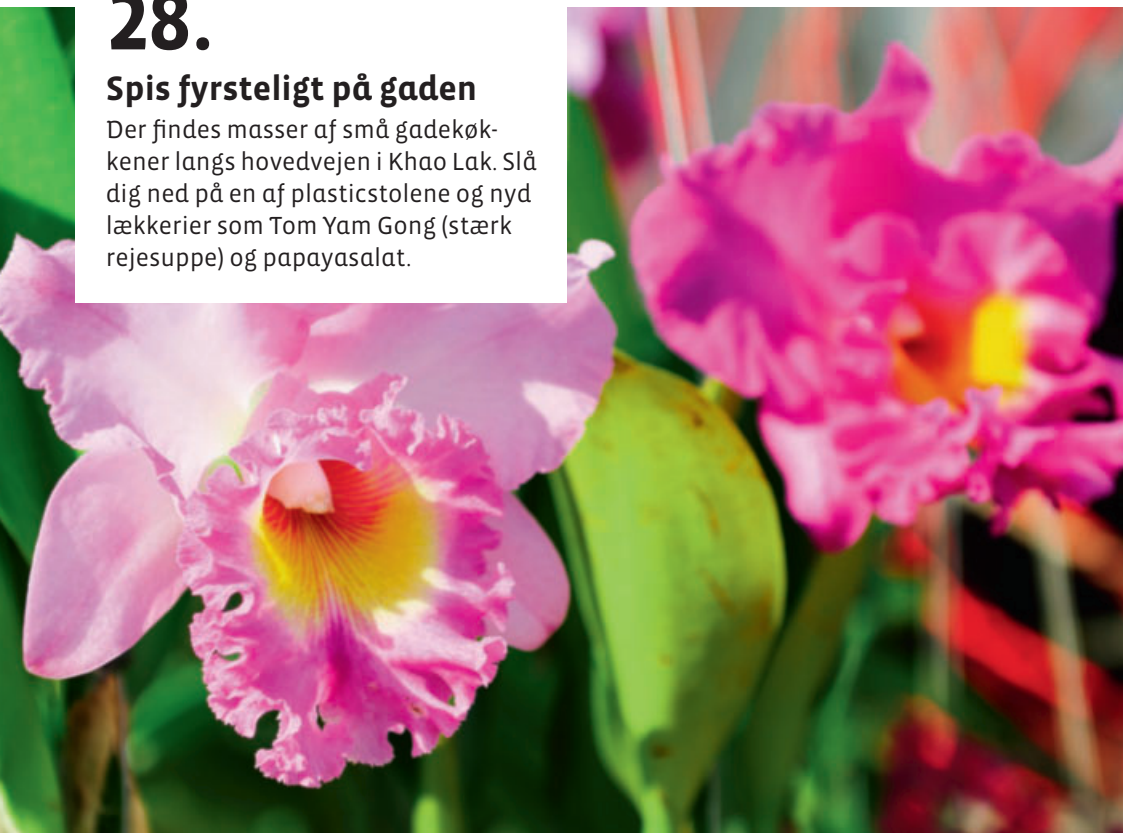 28.
Spis fyrsteligt på gaden
Der findes masser af små gadekøk-
kener langs hovedvejen i Khao Lak. Slå
dig ned på en af plasticstolene og nyd
lækkerier som Tom Yam Gong (stærk
rejesuppe) og papayasalat.